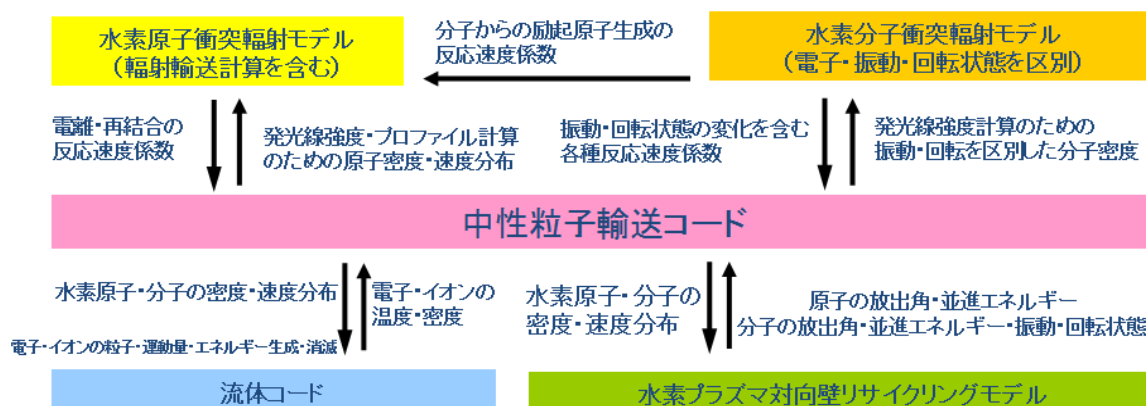 水素原子衝突輻射モデル
（輻射輸送計算を含む）
分子からの励起原子生成の
反応速度係数
水素分子衝突輻射モデル
（電子・振動・回転状態を区別）
電離・再結合の
反応速度係数
発光線強度・プロファイル計算
のための原子密度・速度分布
振動・回転状態の変化を含む
各種反応速度係数
発光線強度計算のための
振動・回転を区別した分子密度
中性粒子輸送コード
水素原子・分子の密度・速度分布
電子・イオンの粒子・運動量・エネルギー生成・消滅
電子・イオンの
温度・密度
水素原子・分子の
密度・速度分布
原子の放出角・並進エネルギー
分子の放出角・並進エネルギー・振動・回転状態
流体コード
水素プラズマ対向壁リサイクリングモデル